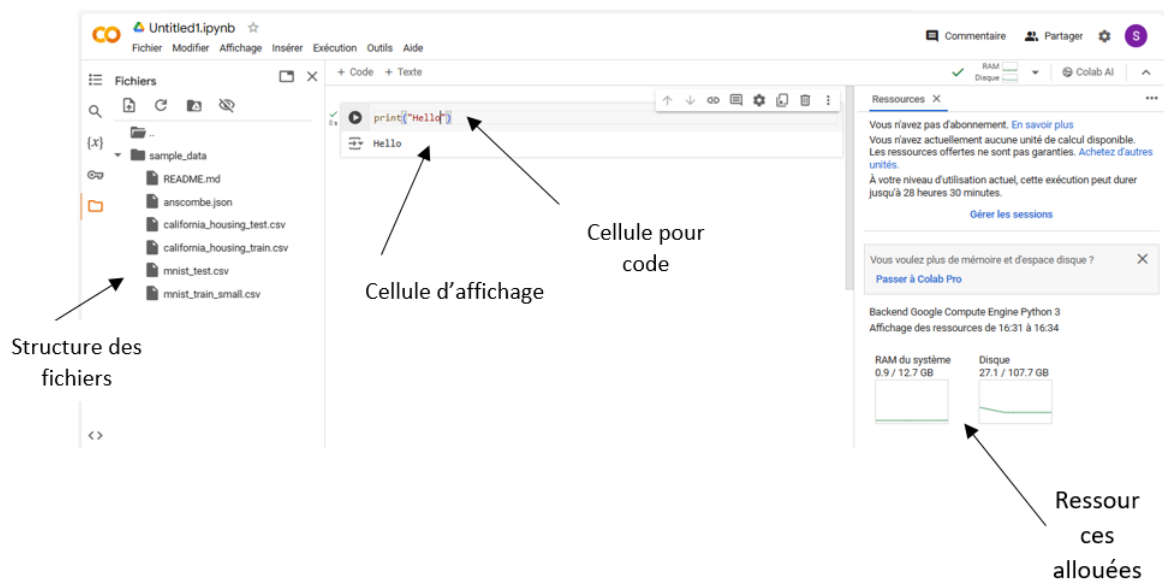 Untitled1.ipynb
Fichier Modifier Affichage Insérer Exécution Outils Aide
Commentaire Partager S
Fichiers
+ Code + Texte
RAM
Disque
Colab AI
..
sample_data
README.md
anscombe.json
california_housing_test.csv
california_housing_train.csv
mnist_test.csv
mnist_train_small.csv
{x}
<>
0s
print("Hello")
Hello
Cellule pour
code
Cellule d'affichage
Structure des
fichiers
Ressources
Vous n'avez pas d'abonnement. En savoir plus
Vous n'avez actuellement aucune unité de calcul disponible.
Les ressources offertes ne sont pas garanties. Achetez d'autres
unités.
À votre niveau d'utilisation actuel, cette exécution peut durer
jusqu'à 28 heures 30 minutes.
Gérer les sessions
Vous voulez plus de mémoire et d'espace disque ?
Passer à Colab Pro
Backend Google Compute Engine Python 3
Affichage des ressources de 16:31 à 16:34
RAM du système
0.9 / 12.7 GB
Disque
27.1 / 107.7 GB
Ressour
ces
allouées